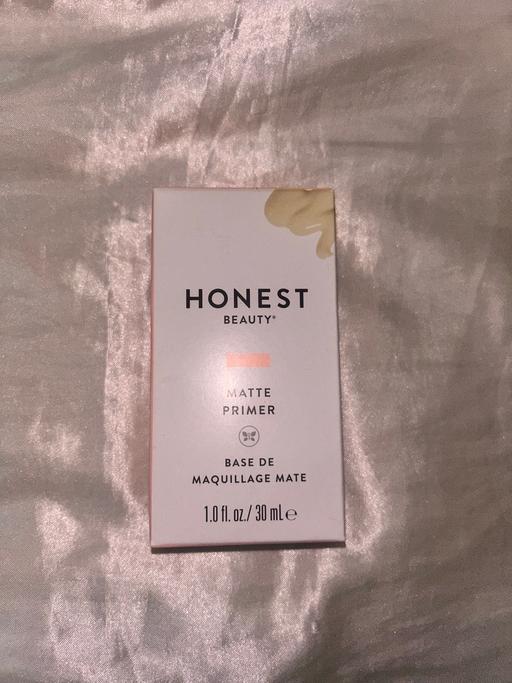 HONEST
BEAUTY®
MATTE
PRIMER
BASE DE
MAQUILLAGE MATE
1.0 fl. oz./ 30 mL℮